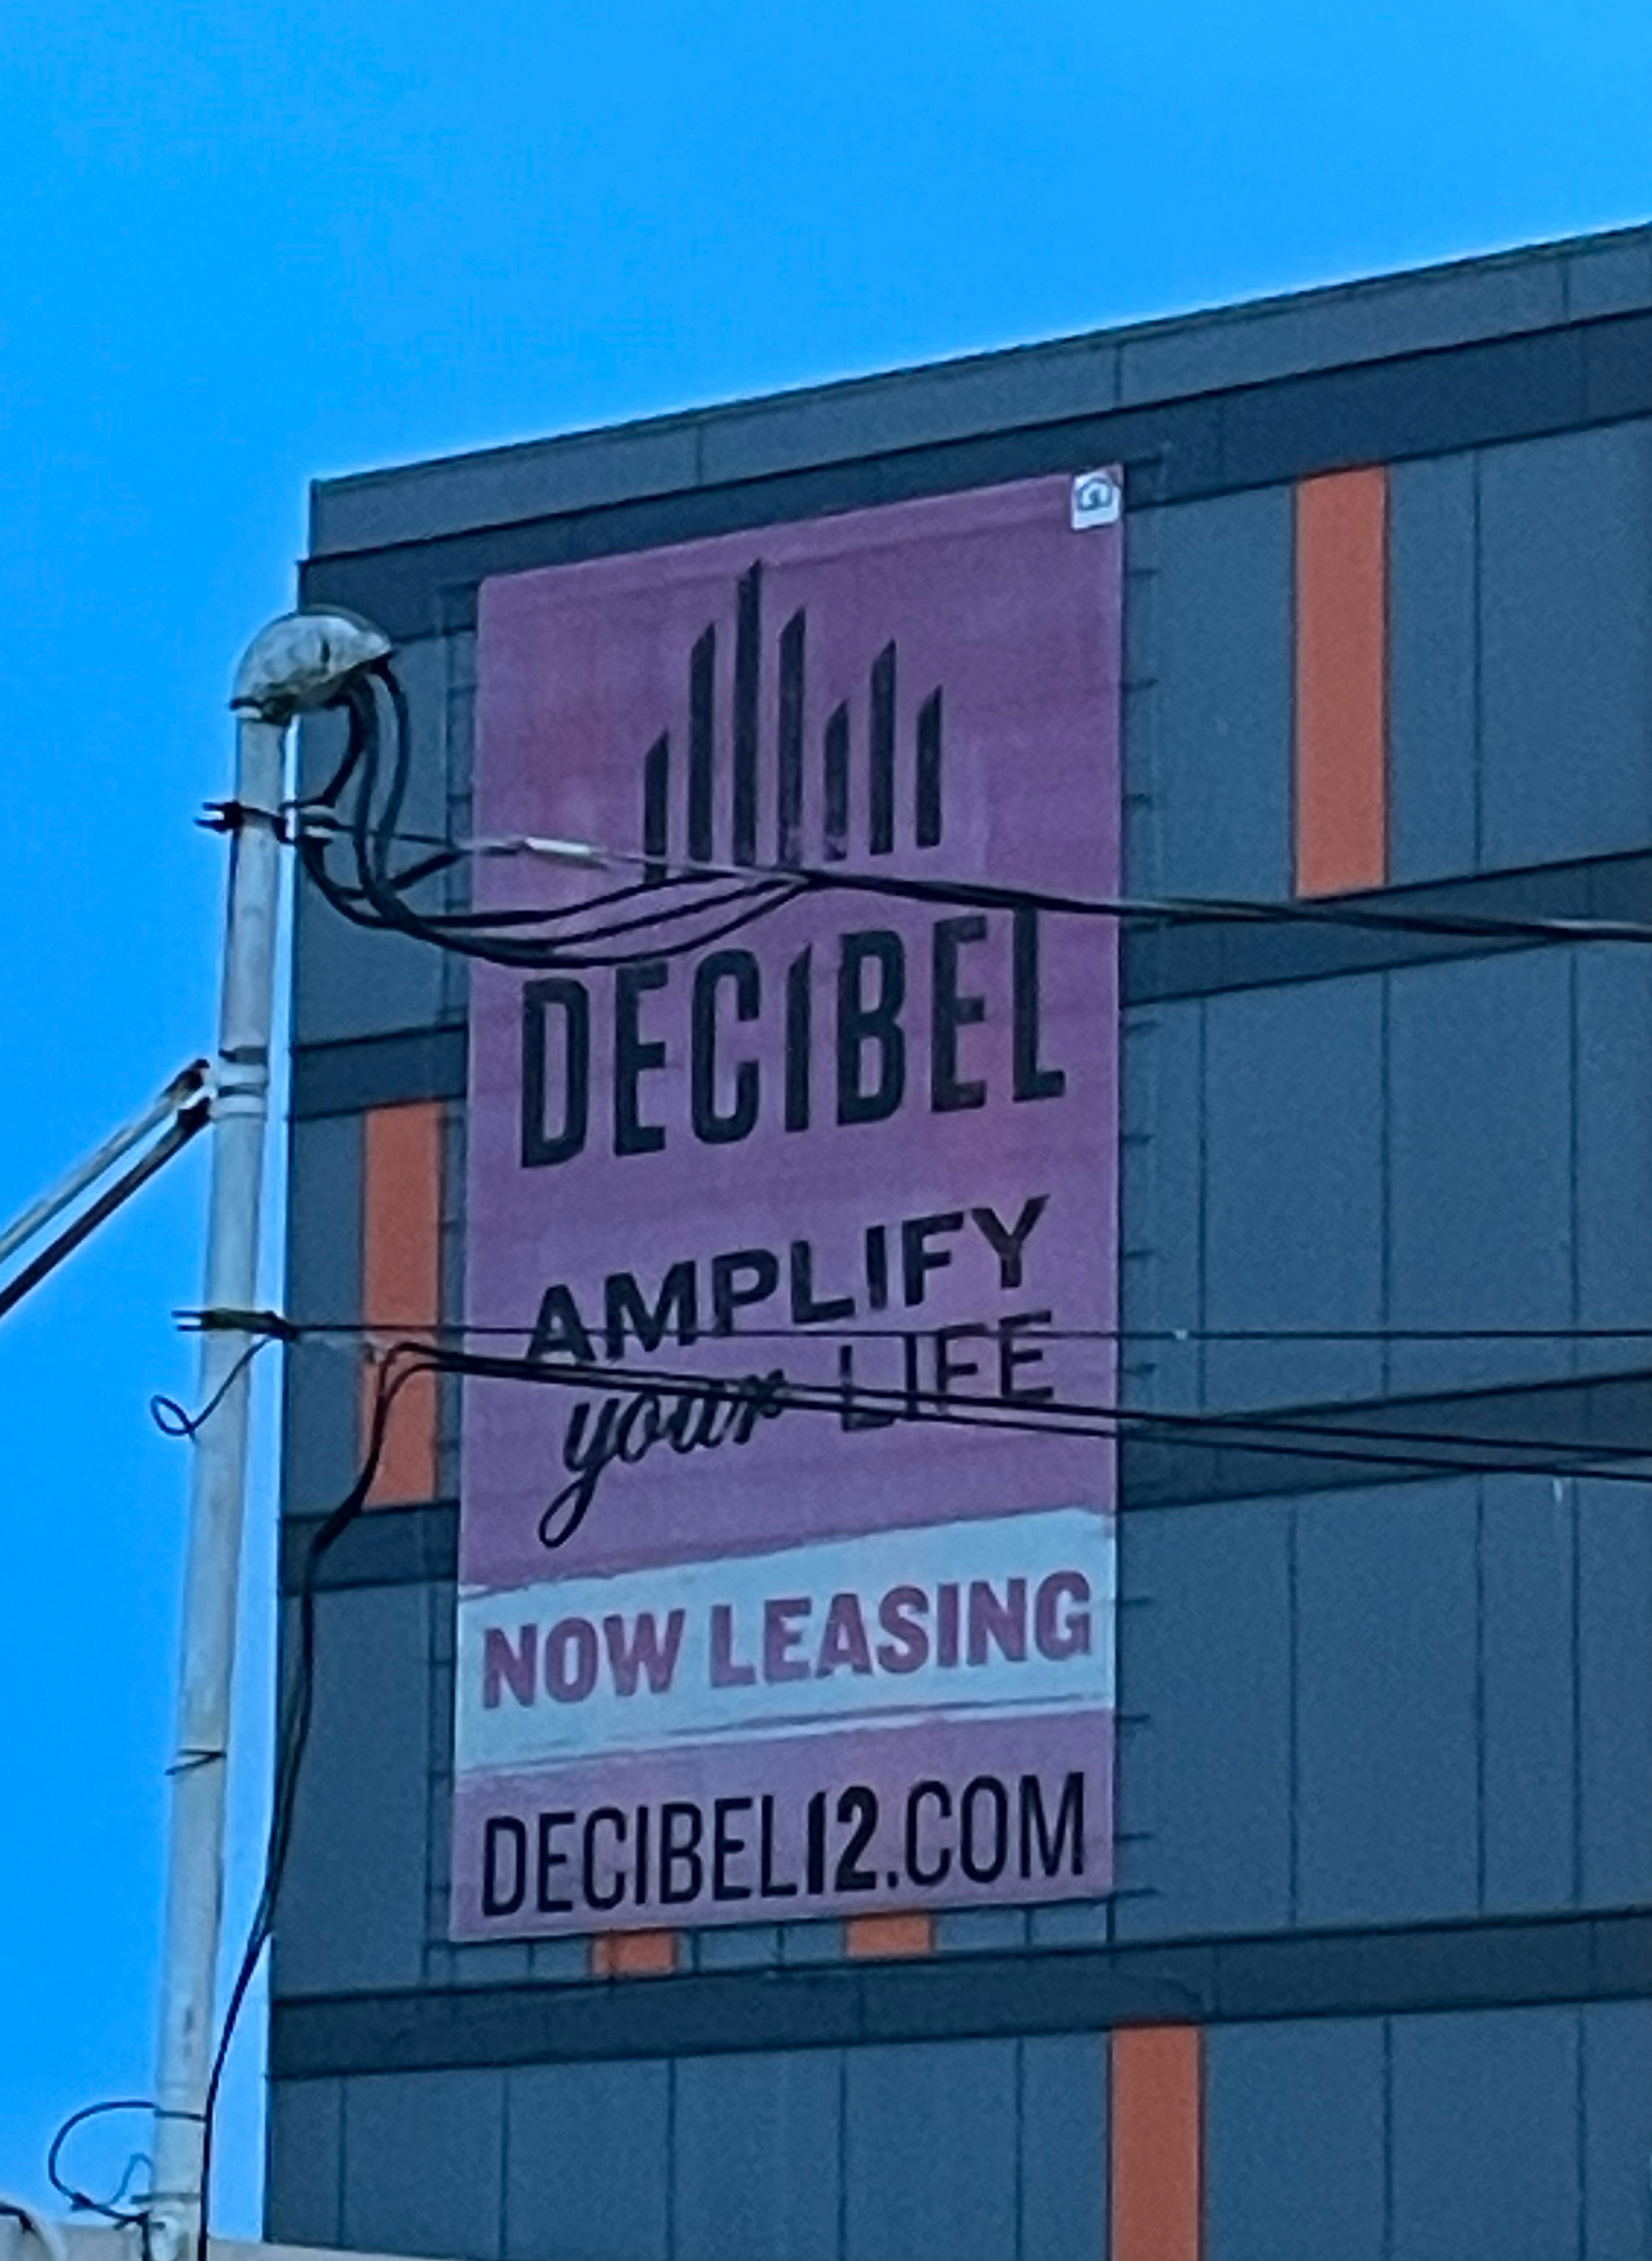 DECIBEL
AMPLIFY
your LIFE
NOW LEASING
DECIBEL12.COM